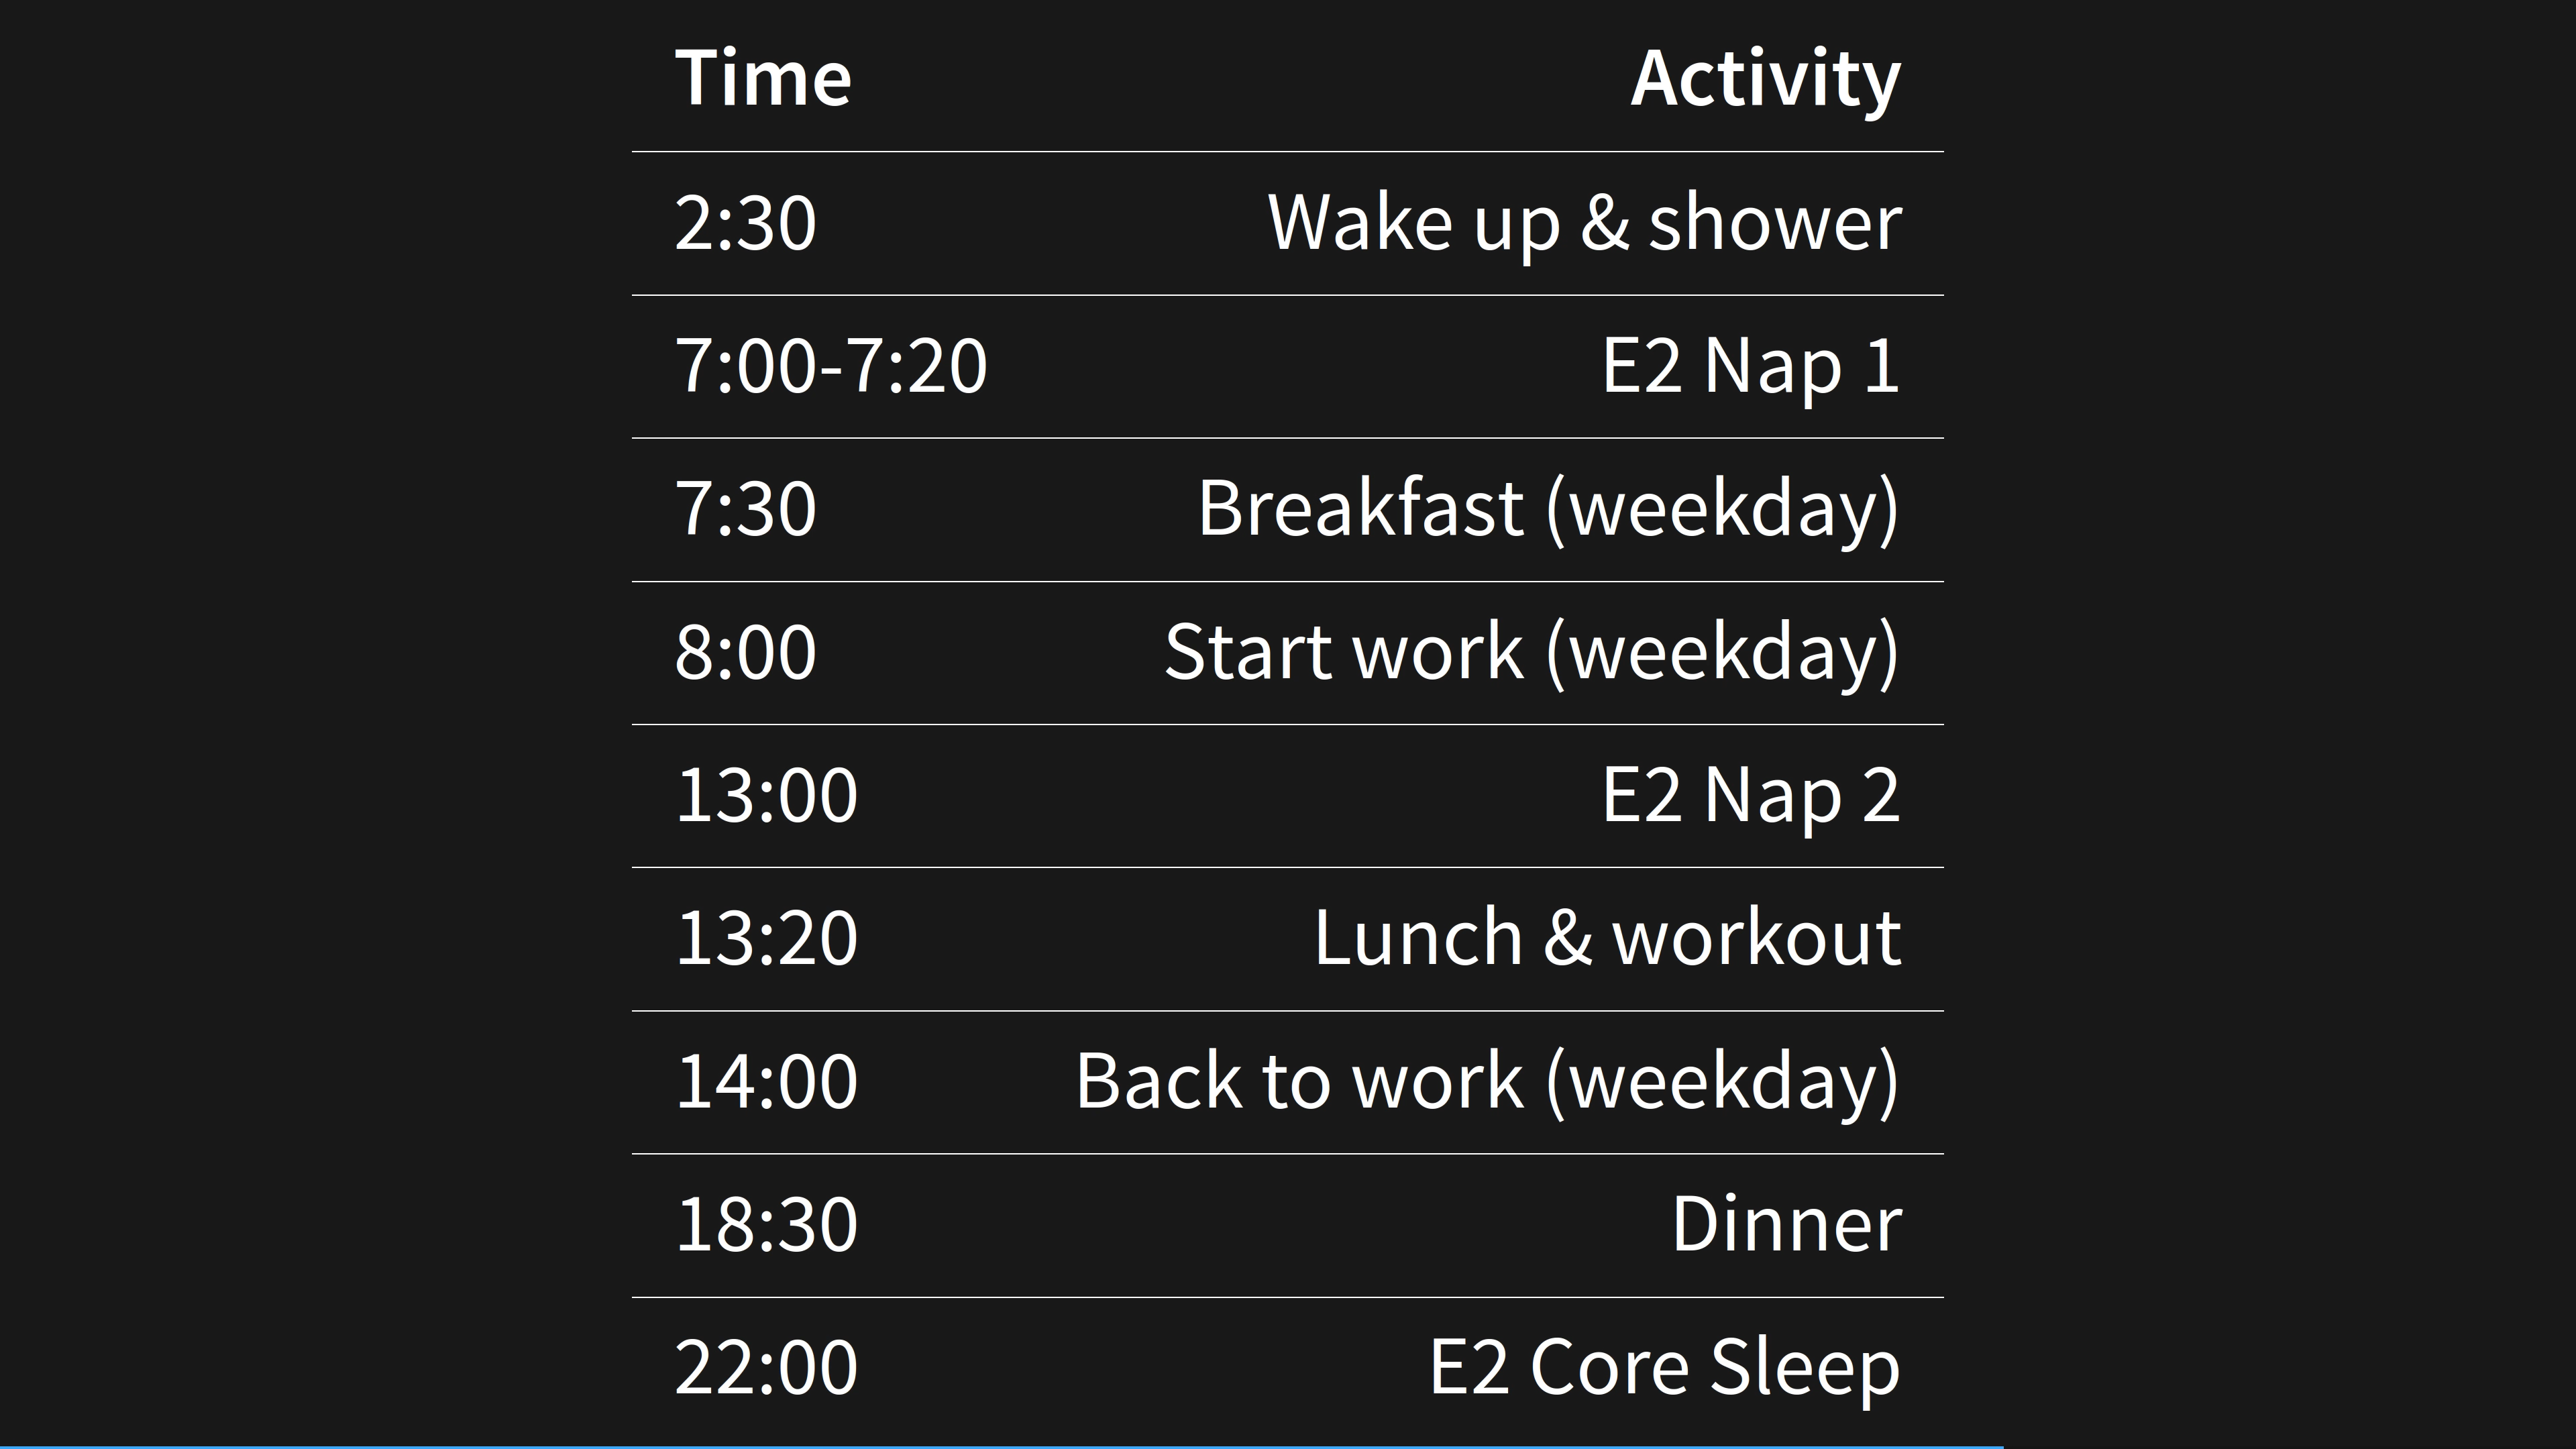 Time Activity
2:30 Wake up & shower
7:00-7:20 E2 Nap 1
7:30 Breakfast (weekday)
8:00 Start work (weekday)
13:00 E2 Nap 2
13:20 Lunch & workout
14:00 Back to work (weekday)
18:30 Dinner
22:00 E2 Core Sleep